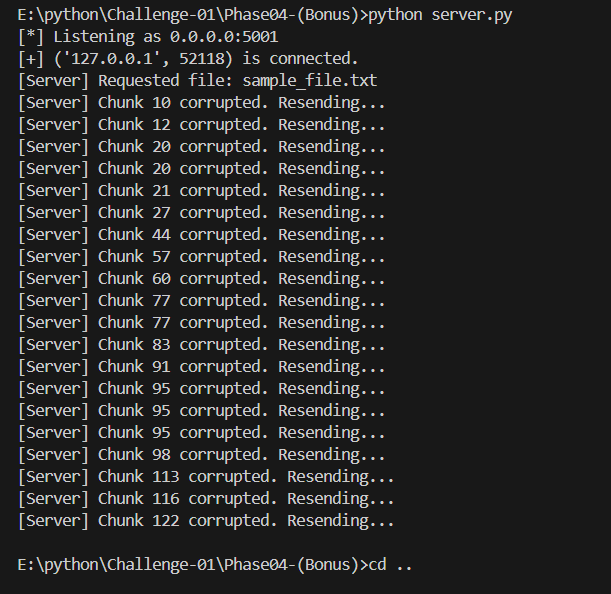 E:\python\Challenge-01\Phase04-(Bonus)>python server.py
[*] Listening as 0.0.0.0:5001
[+] ('127.0.0.1', 52118) is connected.
[Server] Requested file: sample_file.txt
[Server] Chunk 10 corrupted. Resending...
[Server] Chunk 12 corrupted. Resending...
[Server] Chunk 20 corrupted. Resending...
[Server] Chunk 20 corrupted. Resending...
[Server] Chunk 21 corrupted. Resending...
[Server] Chunk 27 corrupted. Resending...
[Server] Chunk 44 corrupted. Resending...
[Server] Chunk 57 corrupted. Resending...
[Server] Chunk 60 corrupted. Resending...
[Server] Chunk 77 corrupted. Resending...
[Server] Chunk 77 corrupted. Resending...
[Server] Chunk 83 corrupted. Resending...
[Server] Chunk 91 corrupted. Resending...
[Server] Chunk 95 corrupted. Resending...
[Server] Chunk 95 corrupted. Resending...
[Server] Chunk 95 corrupted. Resending...
[Server] Chunk 98 corrupted. Resending...
[Server] Chunk 113 corrupted. Resending...
[Server] Chunk 116 corrupted. Resending...
[Server] Chunk 122 corrupted. Resending...
E:\python\Challenge-01\Phase04-(Bonus)>cd ..